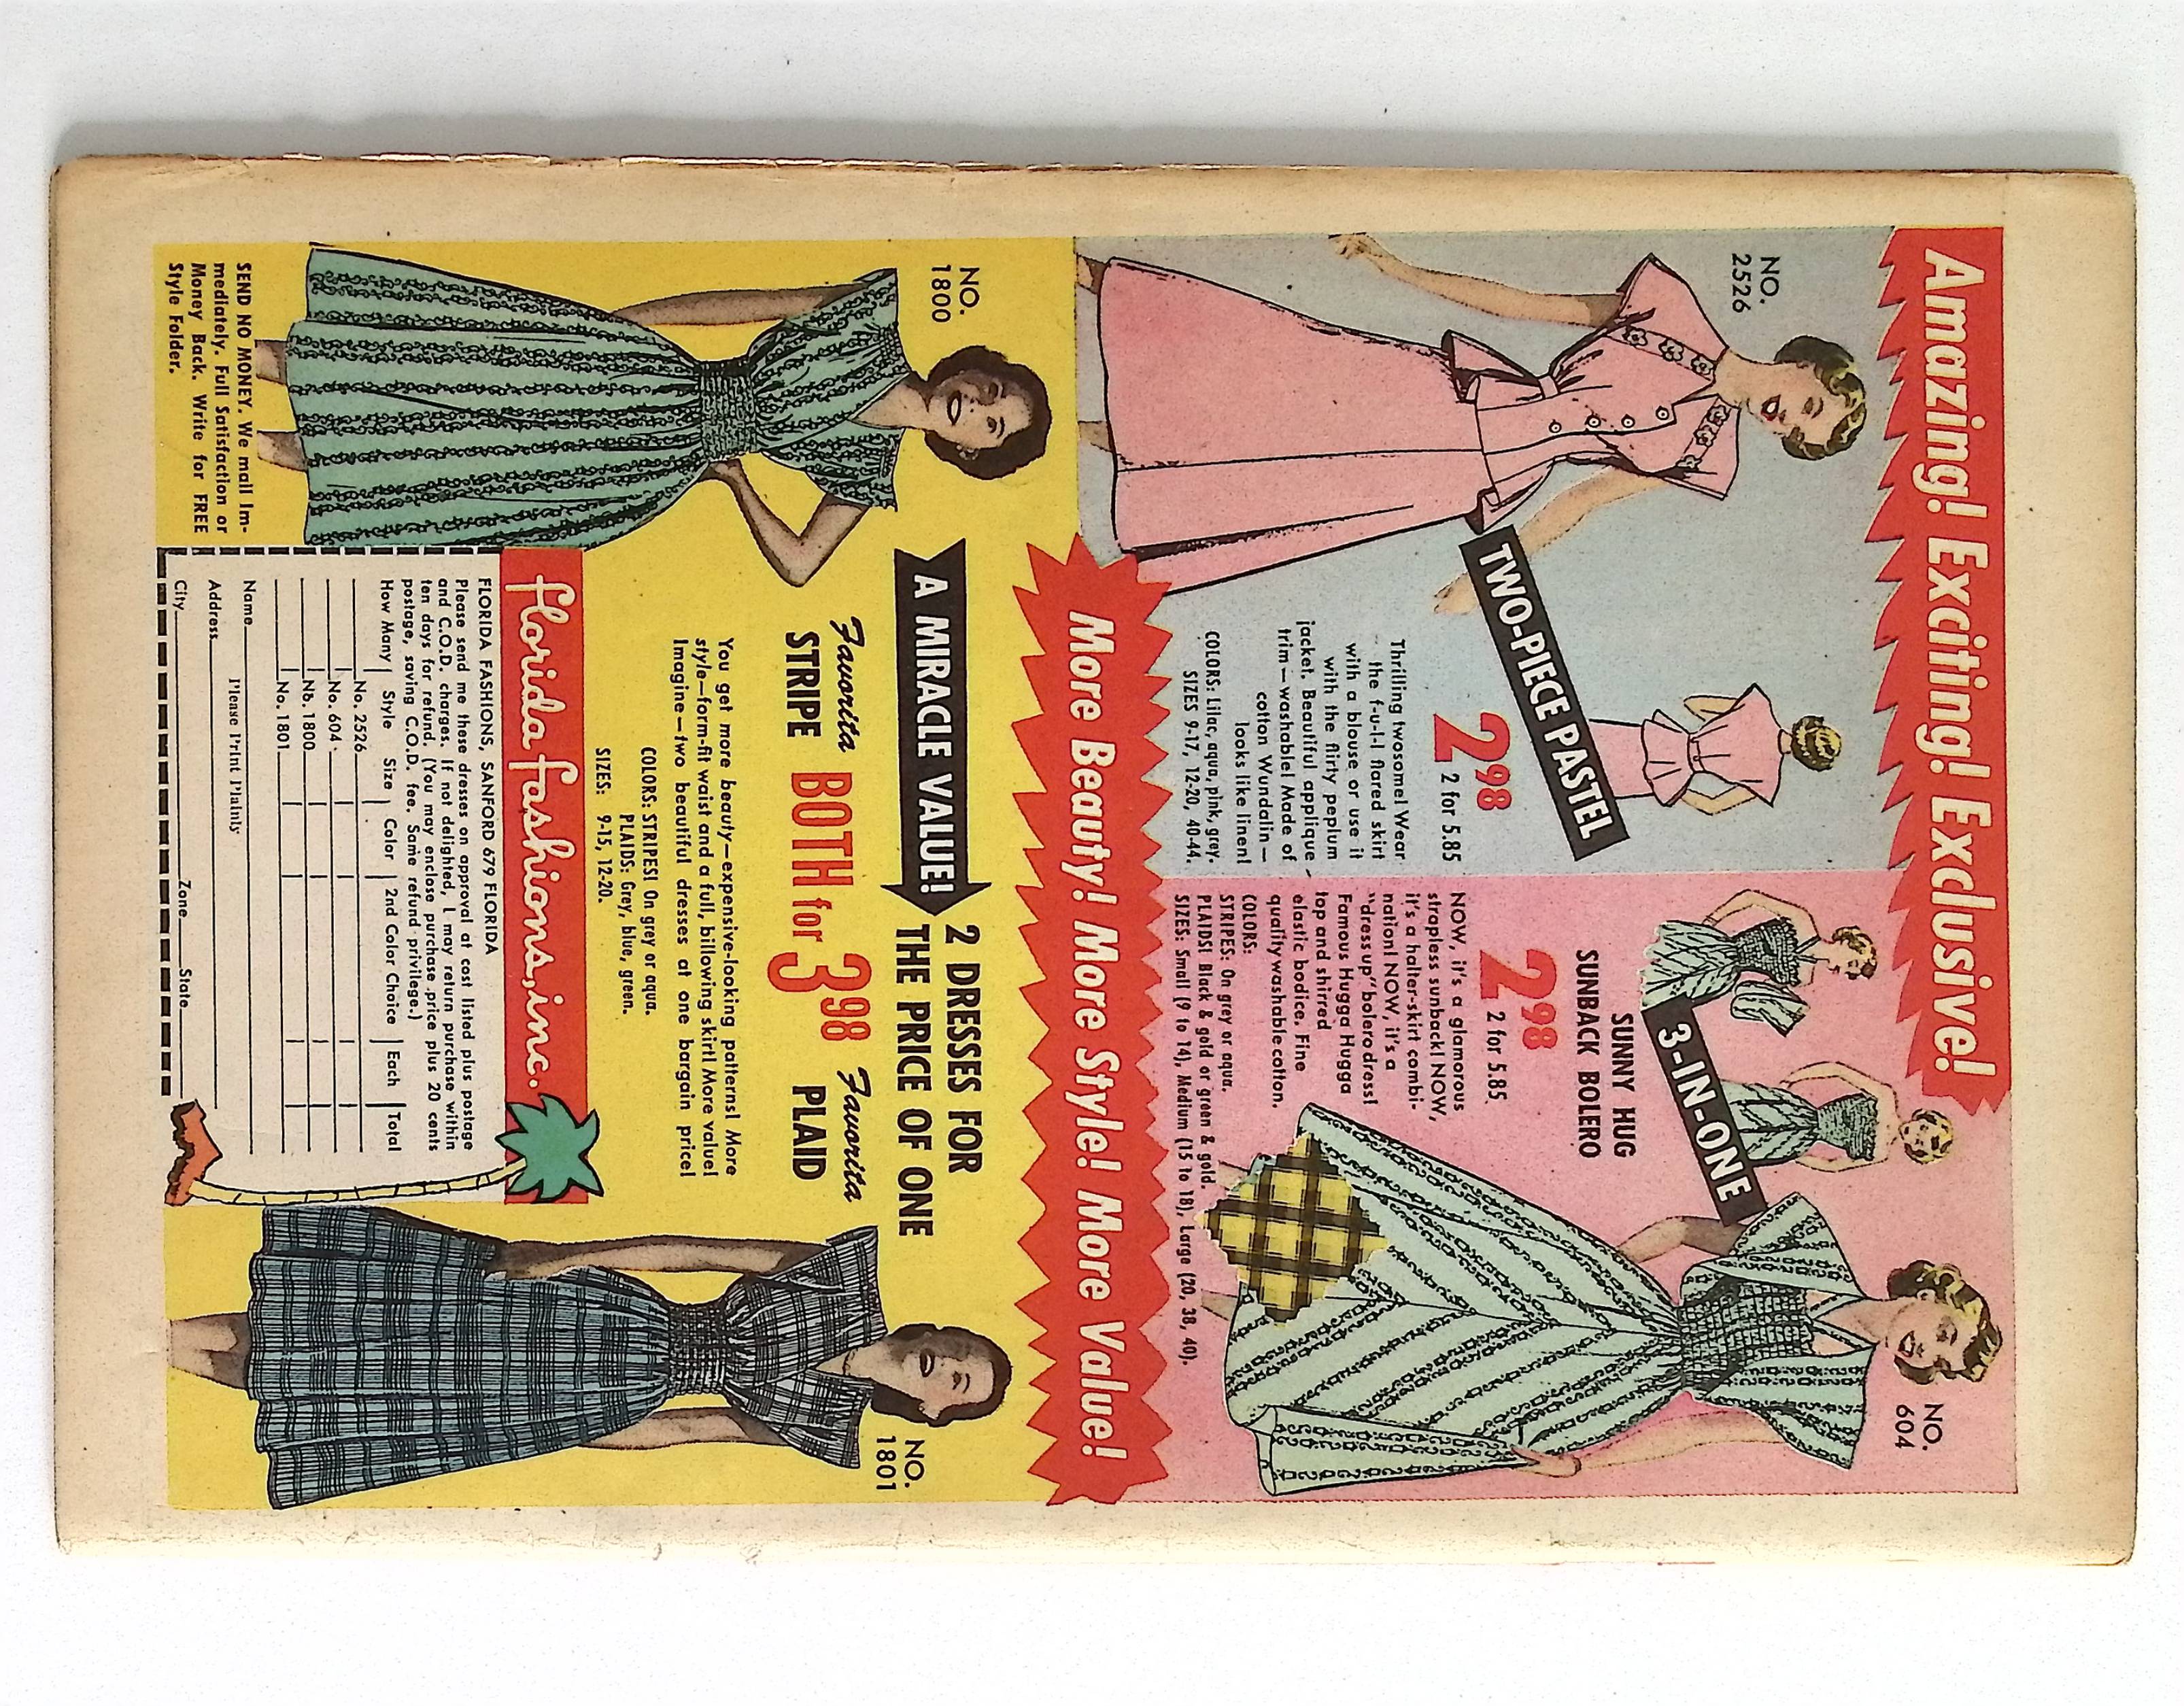 Amazing! Exciting! Exclusive!
NO.
2526
TWO-PIECE PASTEL
2 98
2 for 5.85
Thrilling twosome! Wear
the f-u-l-l flared skirt
with a blouse or use it
with the flirty peplum
jacket. Beautiful applique
trim—washable! Made of
cotton Wundalin—
looks like linen!
COLORS: Lilac, aqua, pink, grey.
SIZES 9-17, 12-20, 40-44.
3-IN-ONE
NO.
604
SUNNY HUG
SUNBACK BOLERO
2 98
2 for 5.85
NOW, it's a glamorous
strapless sunback! NOW,
it's a halter-skirt combi-
nation! NOW, it's a
"dress up" bolero dress!
Famous Hugga Hugga
top and shirred
elastic bodice. Fine
quality washable cotton.
COLORS:
STRIPES: On grey or aqua.
PLAIDS! Black & gold or green & gold.
SIZES: Small (9 to 14), Medium (15 to 18), Large (20, 38, 40).
More Beauty! More Style! More Value!
NO.
1800
A MIRACLE VALUE!
2 DRESSES FOR
THE PRICE OF ONE
Favorita STRIPE BOTH for 3 98 Favorita PLAID
You get more beauty—expensive-looking patterns! More
style—form-fit waist and a full, billowing skirt! More value!
Imagine—two beautiful dresses at one bargain price!
COLORS: STRIPES! On grey or aqua.
PLAIDS: Grey, blue, green.
SIZES: 9-15, 12-20.
NO.
1801
SEND NO MONEY. We mail Im-
mediately. Full Satisfaction or
Money Back. Write for FREE
Style Folder.
florida fashions, inc.
FLORIDA FASHIONS, SANFORD 679 FLORIDA
Please send me these dresses on approval at cost listed plus postage
and C.O.D. charges. If not delighted, I may return purchase within
ten days for refund. (You may enclose purchase price plus 20 cents
postage, saving C.O.D. fee. Same refund privilege.)
How Many Style Size Color 2nd Color Choice Each Total
No. 2526
No. 604
No. 1800
No. 1801
Please Print Plainly
Name
Address
City Zone State